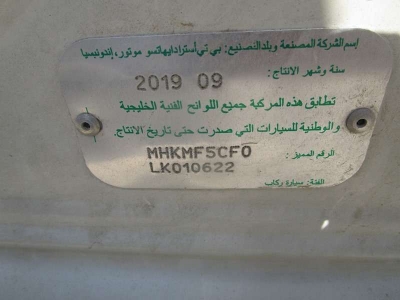 إسم الشركة المصنعة وبلد التصنيع: بي تي أسترا دايهاتسو موتور، إندونيسيا
سنة وشهر الانتاج: 2019 09
تطابق هذه المركبة جميع اللوائح الفنية الخليجية
والوطنية للسيارات التي صدرت حتى تاريخ الانتاج.
الرقم المميز: MHKMF5CF0
LK010622
الفئة: سيارة ركاب